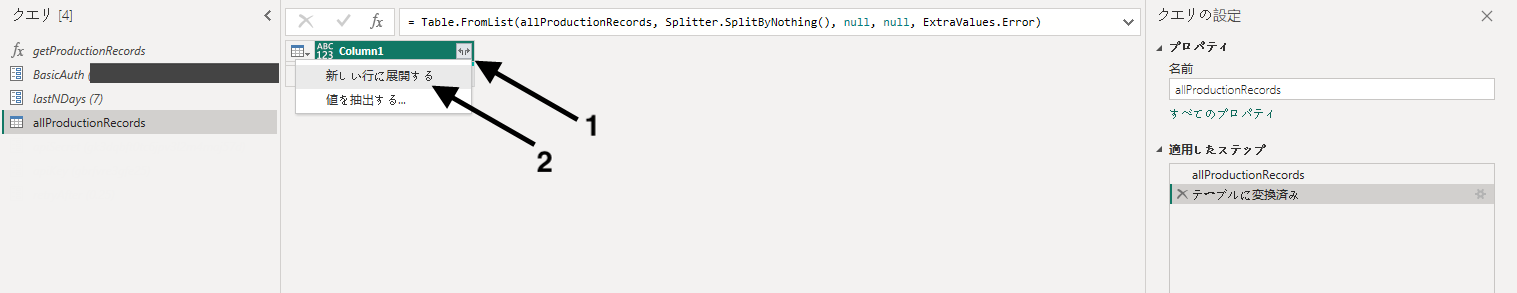 クエリ [4]
fx getProductionRecords
BasicAuth (
lastNDays (7)
allProductionRecords
fx
= Table.FromList(allProductionRecords, Splitter.SplitByNothing(), null, null, ExtraValues.Error)
ABC
123
Column1
新しい行に展開する
値を抽出する...
1
2
クエリの設定
プロパティ
名前
allProductionRecords
すべてのプロパティ
適用したステップ
allProductionRecords
テーブルに変換済み